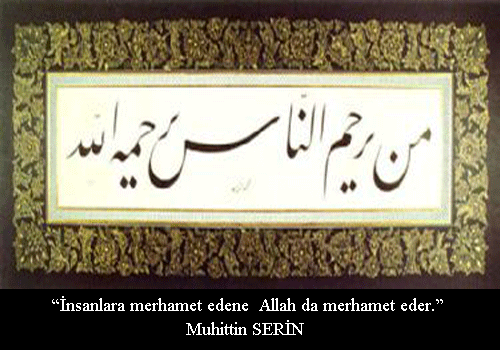 من يرحم الناس يرحمه الله
“İnsanlara merhamet edene Allah da merhamet eder.”
Muhittin SERİN